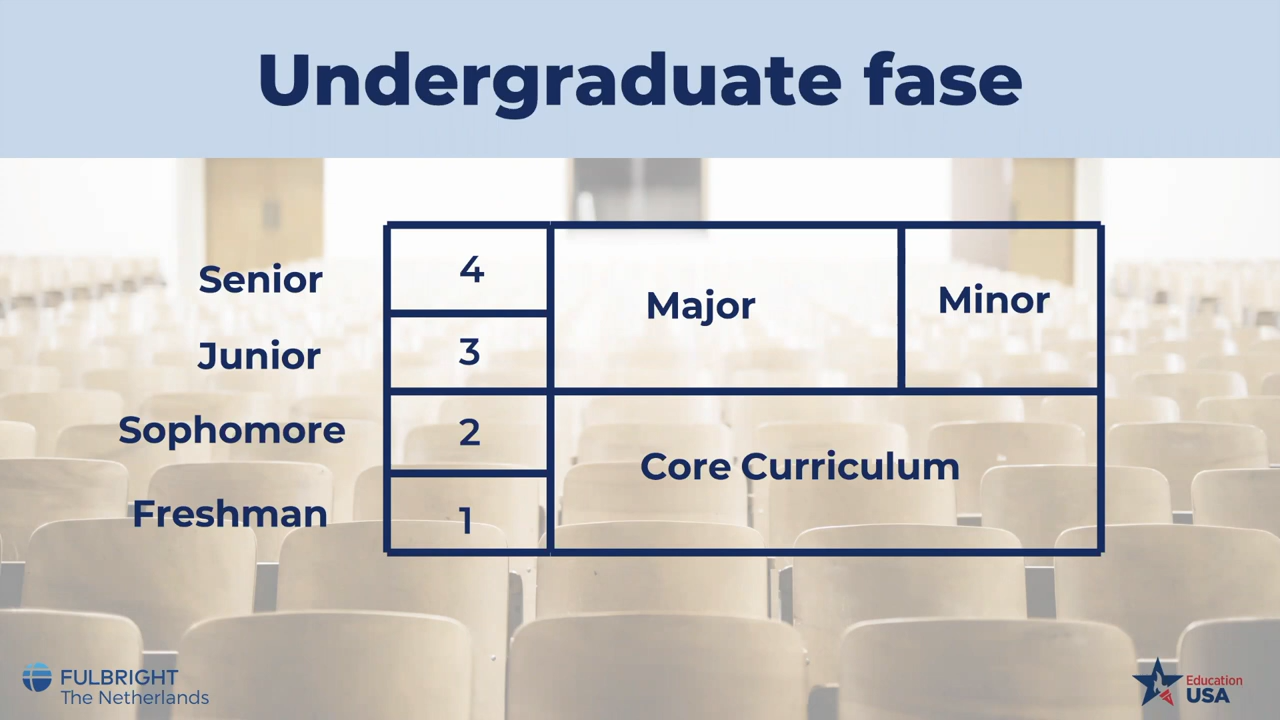 Undergraduate fase
Senior
4
Major
Minor
Junior
3
Sophomore
2
Core Curriculum
Freshman
1
FULBRIGHT
The Netherlands
Education
USA